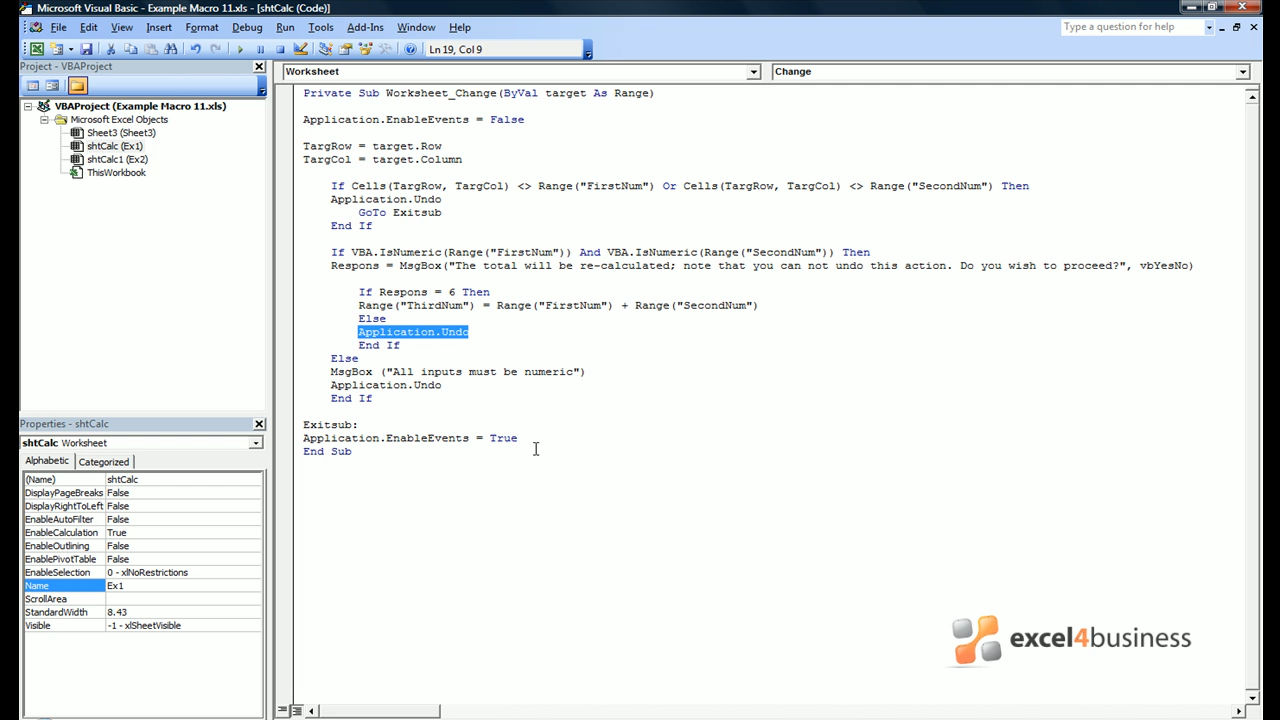 Microsoft Visual Basic - Example Macro 11.xls - [shtCalc (Code)]
File Edit View Insert Format Debug Run Tools Add-Ins Window Help
Type a question for help
Ln 19, Col 9
Project - VBAProject
VBAProject (Example Macro 11.xls)
Microsoft Excel Objects
Sheet3 (Sheet3)
shtCalc (Ex1)
shtCalc1 (Ex2)
ThisWorkbook
Properties - shtCalc
shtCalc Worksheet
Alphabetic Categorized
(Name) shtCalc
DisplayPageBreaks False
DisplayRightToLeft False
EnableAutoFilter False
EnableCalculation True
EnableOutlining False
EnablePivotTable False
EnableSelection 0 - xlNoRestrictions
Name Ex1
ScrollArea
StandardWidth 8.43
Visible -1 - xlSheetVisible
Worksheet Change
Private Sub Worksheet_Change(ByVal target As Range)
Application.EnableEvents = False
TargRow = target.Row
TargCol = target.Column
If Cells(TargRow, TargCol) <> Range("FirstNum") Or Cells(TargRow, TargCol) <> Range("SecondNum") Then
Application.Undo
GoTo Exitsub
End If
If VBA.IsNumeric(Range("FirstNum")) And VBA.IsNumeric(Range("SecondNum")) Then
Respons = MsgBox("The total will be re-calculated; note that you can not undo this action. Do you wish to proceed?", vbYesNo)
If Respons = 6 Then
Range("ThirdNum") = Range("FirstNum") + Range("SecondNum")
Else
Application.Undo
End If
Else
MsgBox ("All inputs must be numeric")
Application.Undo
End If
Exitsub:
Application.EnableEvents = True
End Sub
excel4business